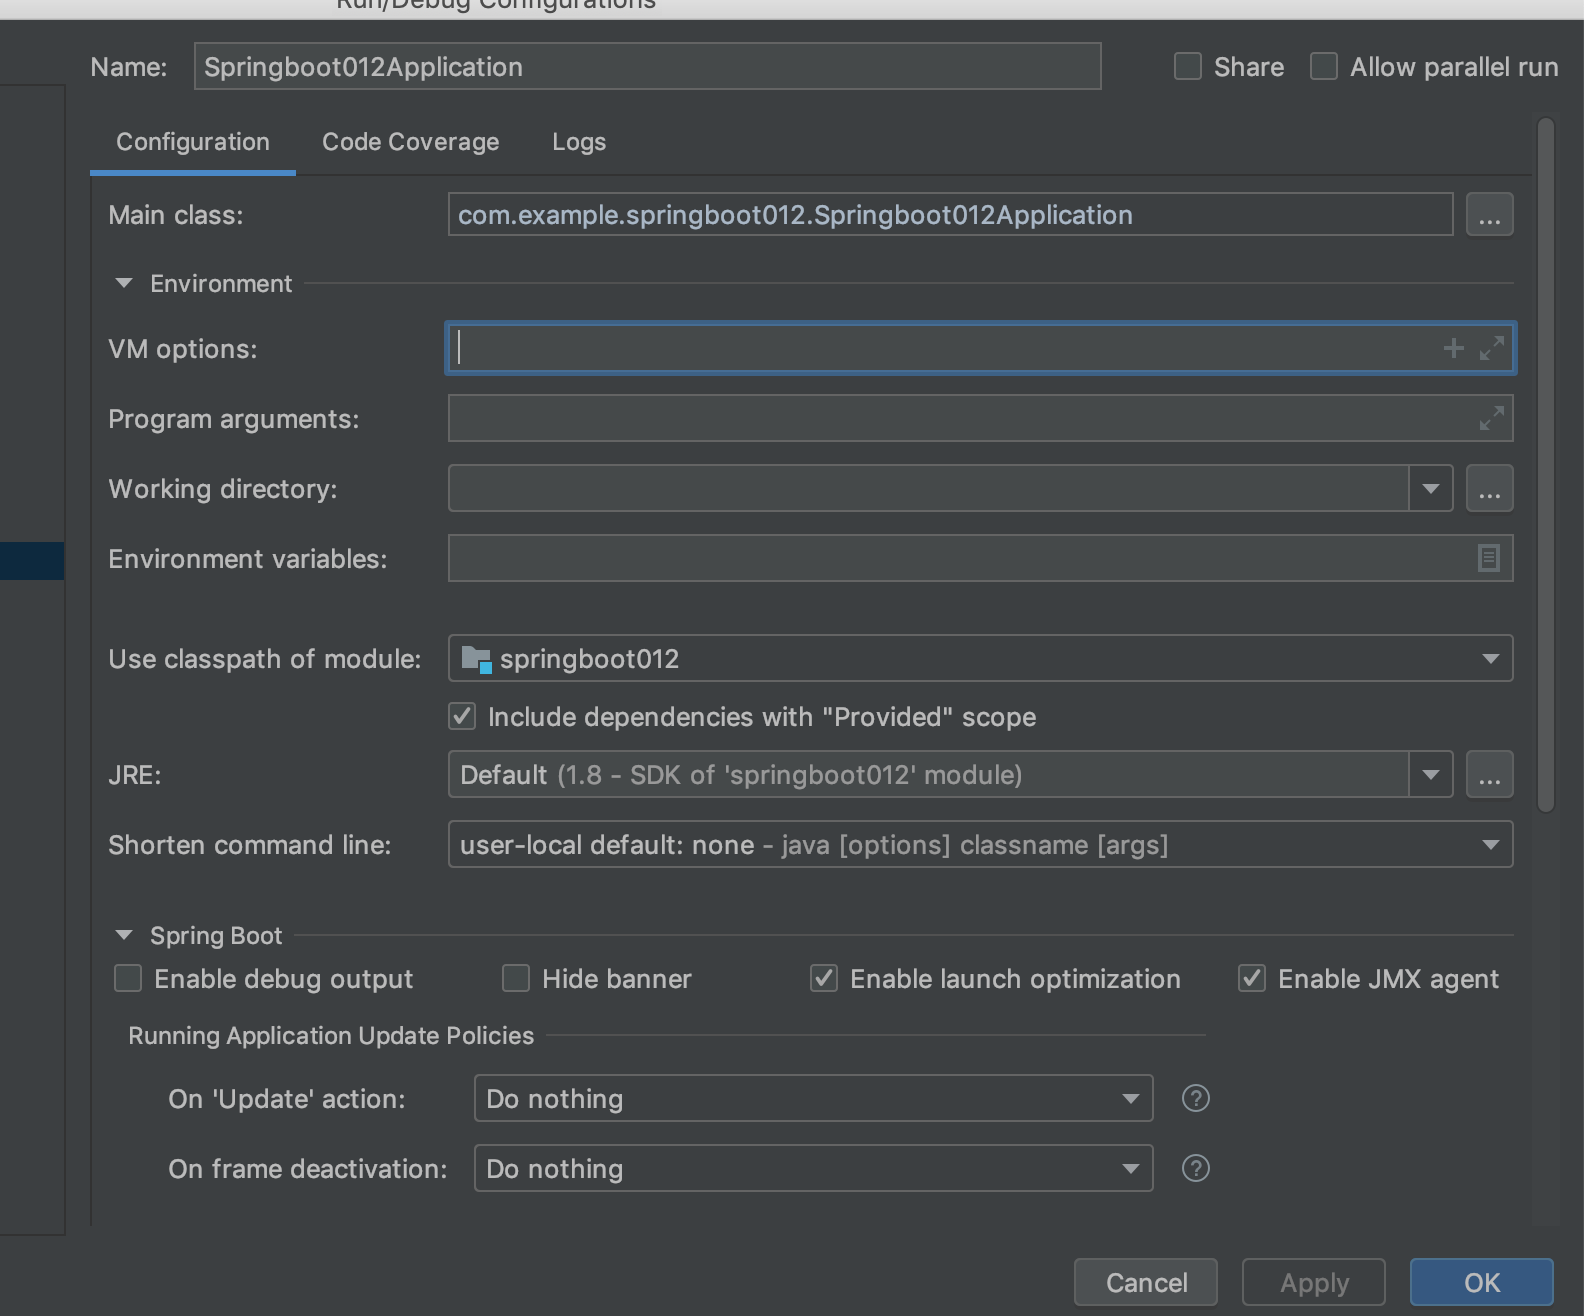 Run/Debug Configurations
Name: Springboot012Application Share Allow parallel run
Configuration Code Coverage Logs
Main class: com.example.springboot012.Springboot012Application ...
Environment
VM options:
Program arguments:
Working directory: ...
Environment variables:
Use classpath of module: springboot012
Include dependencies with "Provided" scope
JRE: Default (1.8 - SDK of 'springboot012' module) ...
Shorten command line: user-local default: none - java [options] classname [args]
Spring Boot
Enable debug output Hide banner Enable launch optimization Enable JMX agent
Running Application Update Policies
On 'Update' action: Do nothing ?
On frame deactivation: Do nothing ?
Cancel Apply OK